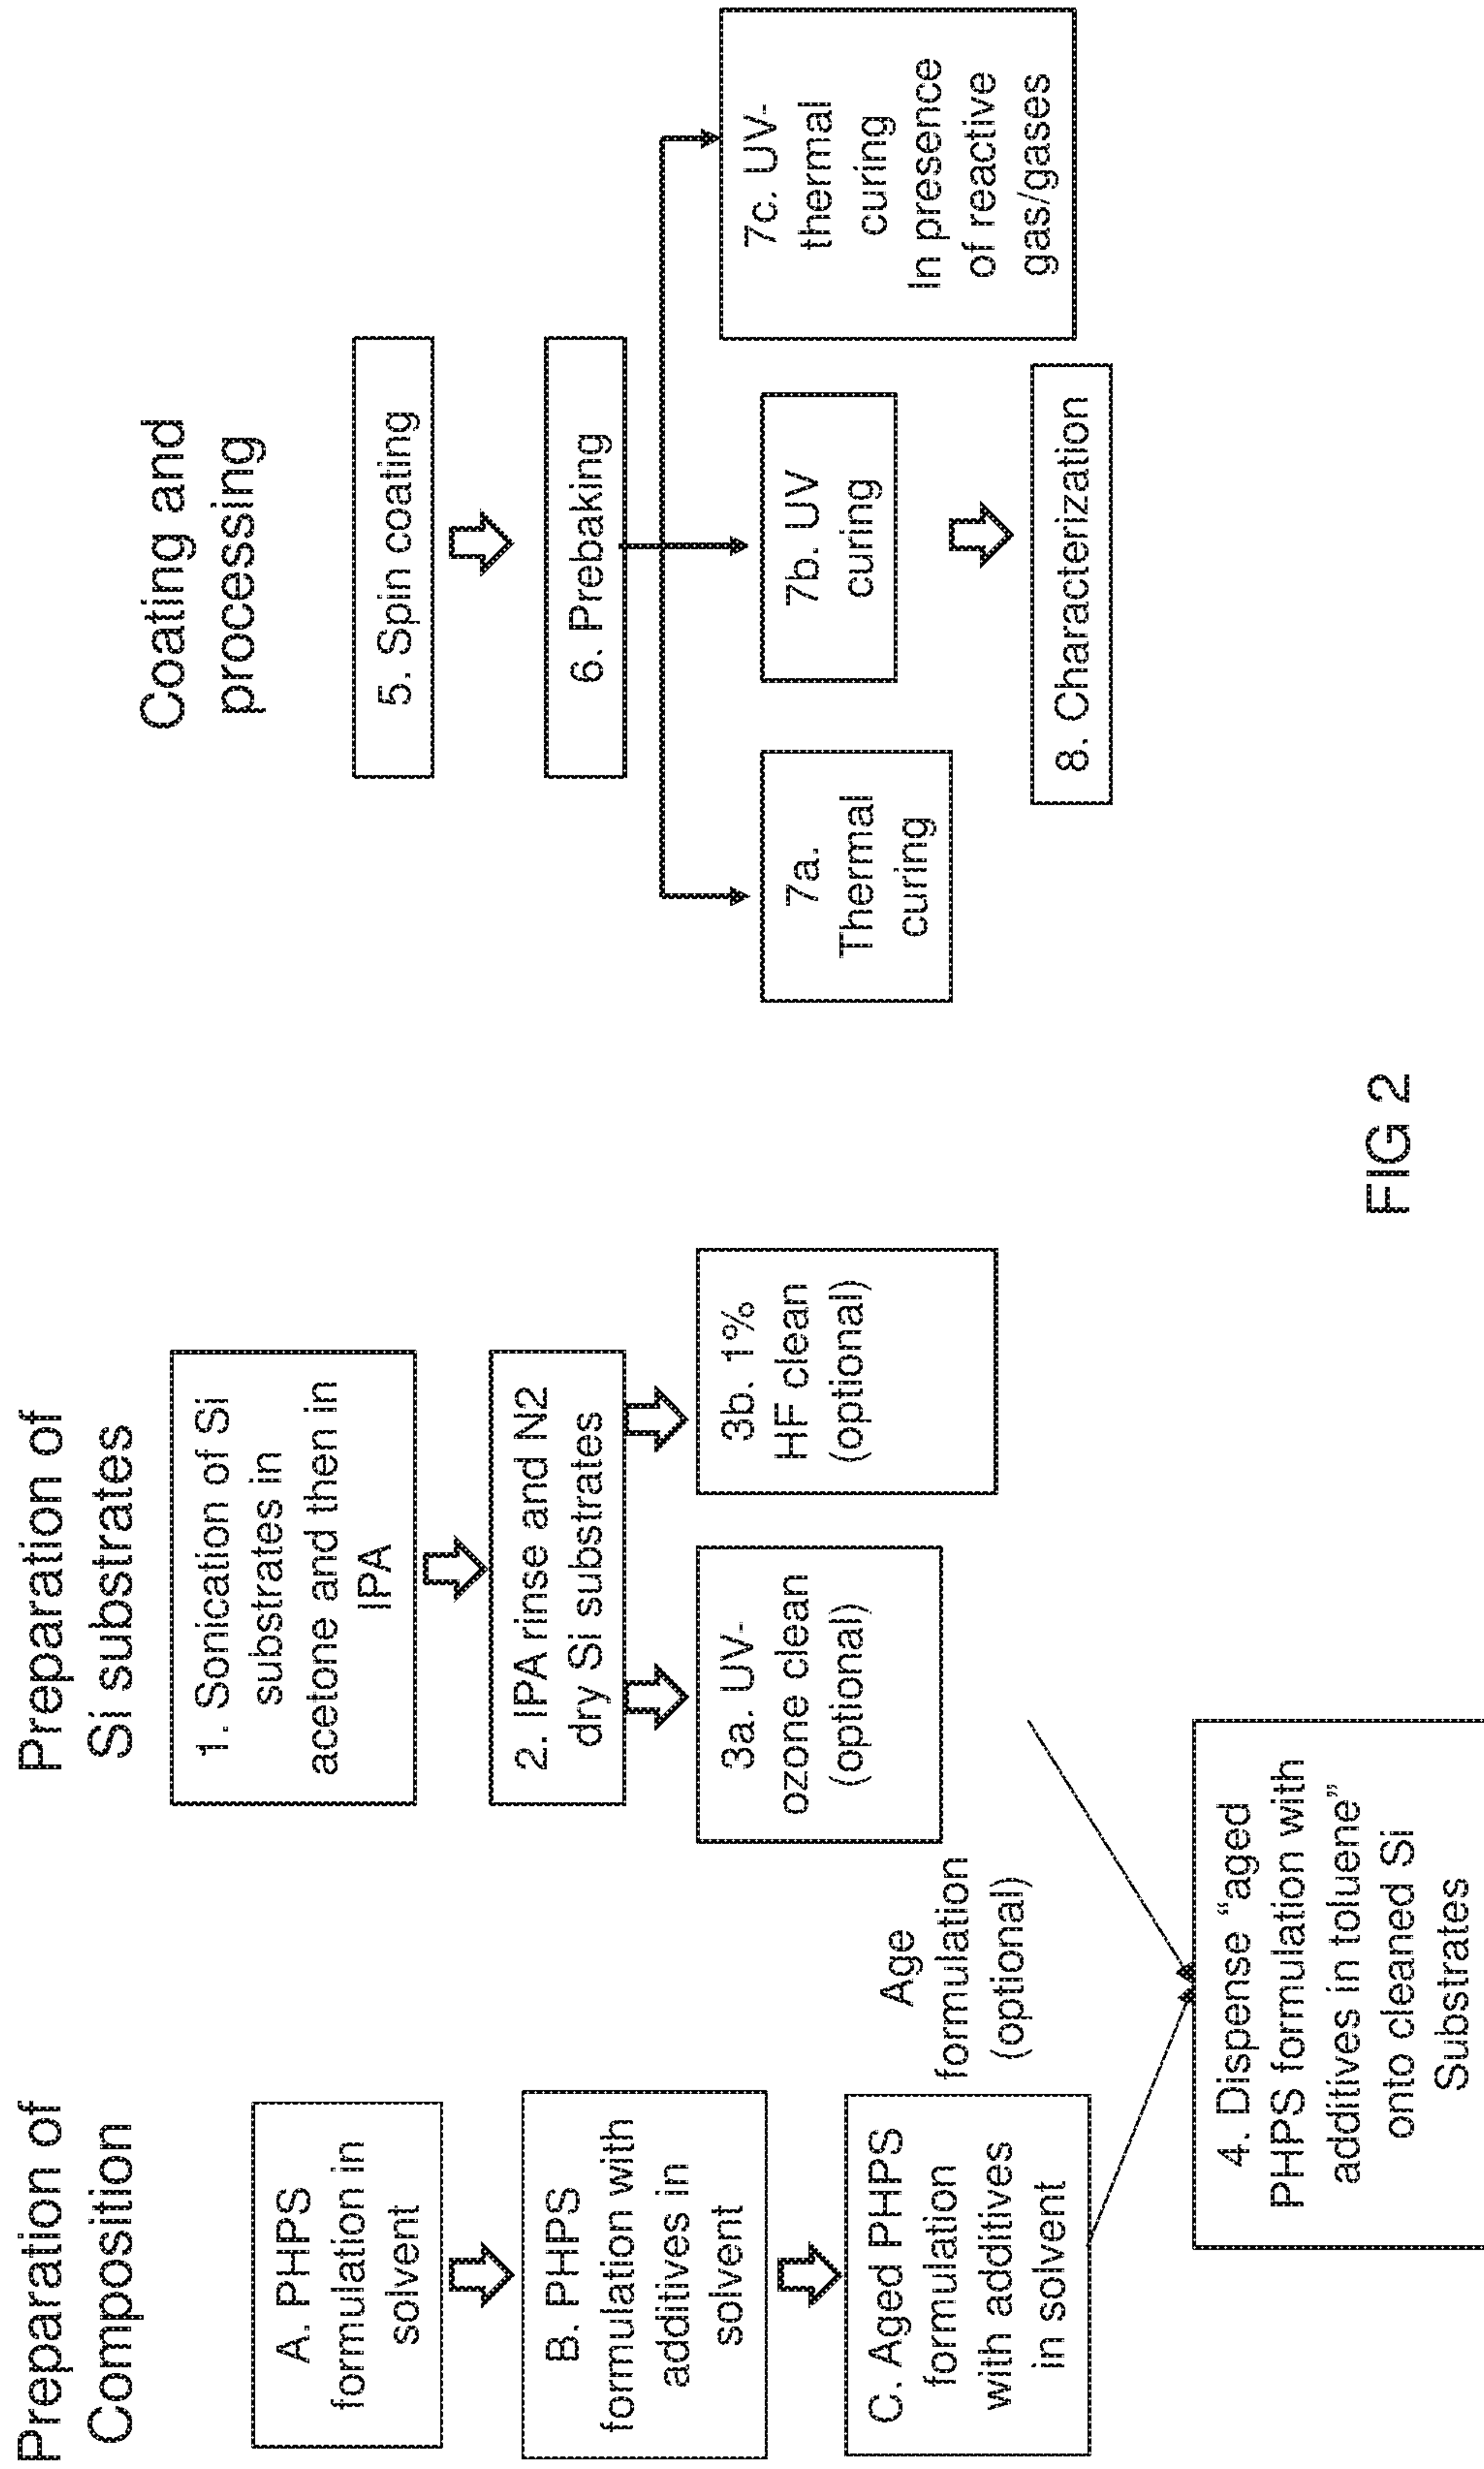 Preparation of
Composition
A. PHPS
formulation in
solvent
B. PHPS
formulation with
additives in
solvent
C. Aged PHPS
formulation
with additives
in solvent
Age
formulation
(optional)
Preparation of
Si substrates
1. Sonication of Si
substrates in
acetone and then in
IPA
2. IPA rinse and N2
dry Si substrates
3a. UV-
ozone clean
(optional)
3b. 1%
HF clean
(optional)
4. Dispense “aged
PHPS formulation with
additives in toluene”
onto cleaned Si
Substrates
Coating and
processing
5. Spin coating
6. Prebaking
7a.
Thermal
curing
7b. UV
curing
7c. UV-
thermal
curing
In presence
of reactive
gas/gases
8. Characterization
FIG 2